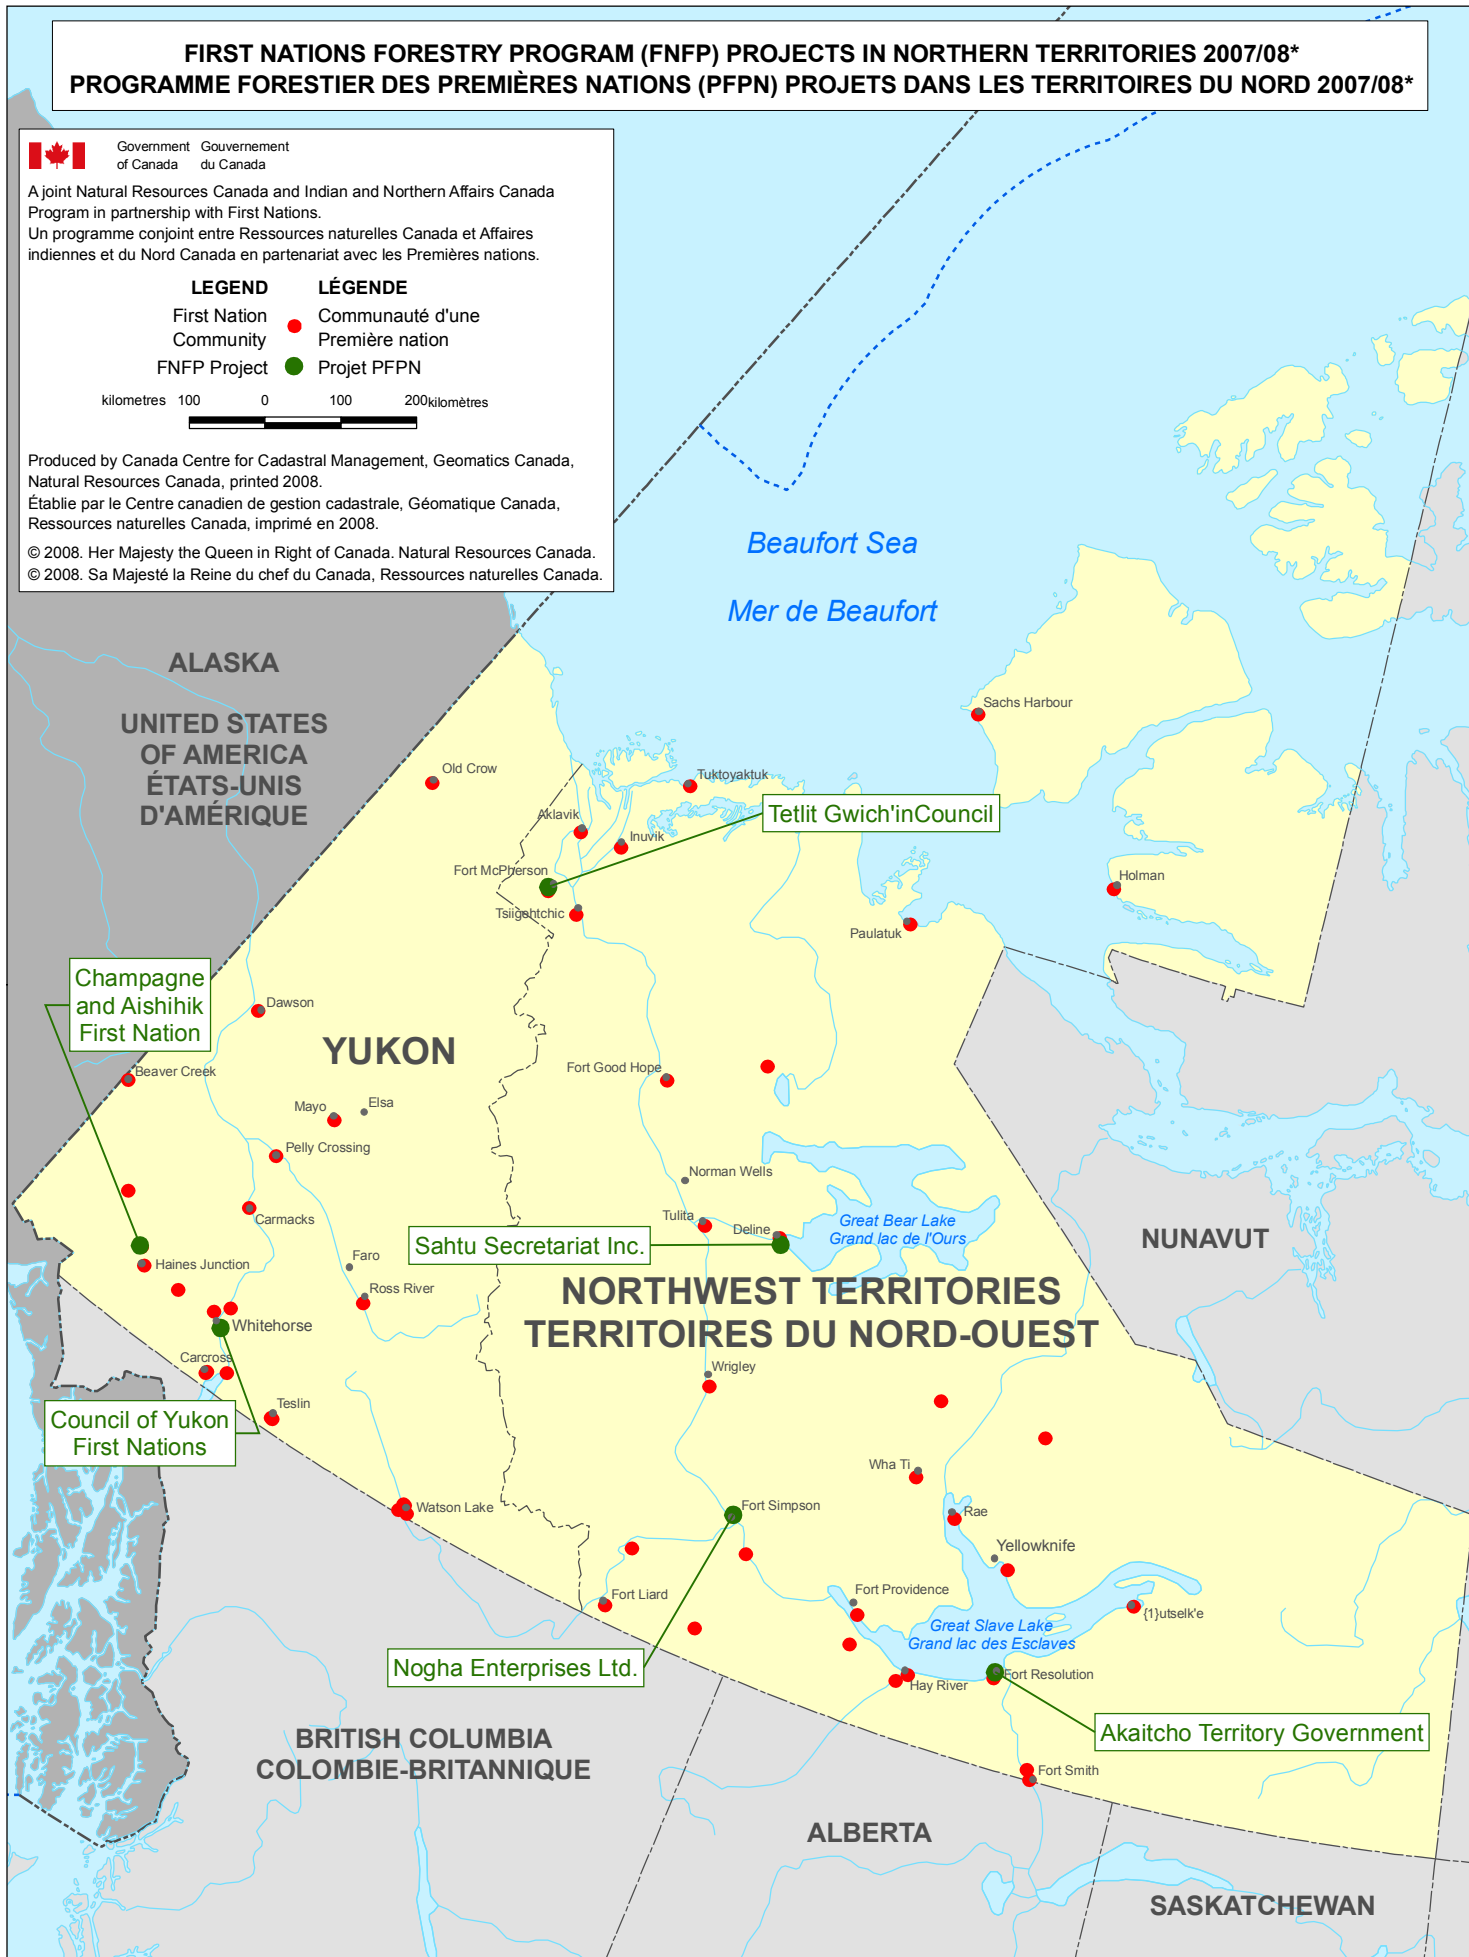 FIRST NATIONS FORESTRY PROGRAM (FNFP) PROJECTS IN NORTHERN TERRITORIES 2007/08*
PROGRAMME FORESTIER DES PREMIÈRES NATIONS (PFPN) PROJETS DANS LES TERRITOIRES DU NORD 2007/08*
Government Gouvernement
of Canada du Canada
A joint Natural Resources Canada and Indian and Northern Affairs Canada
Program in partnership with First Nations.
Un programme conjoint entre Ressources naturelles Canada et Affaires
indiennes et du Nord Canada en partenariat avec les Premières nations.
LEGEND LÉGENDE
First Nation Communauté d'une
Community Première nation
FNFP Project Projet PFPN
kilometres 100 0 100 200 kilomètres
Produced by Canada Centre for Cadastral Management, Geomatics Canada,
Natural Resources Canada, printed 2008.
Établie par le Centre canadien de gestion cadastrale, Géomatique Canada,
Ressources naturelles Canada, imprimé en 2008.
© 2008. Her Majesty the Queen in Right of Canada. Natural Resources Canada.
© 2008. Sa Majesté la Reine du chef du Canada, Ressources naturelles Canada.
Beaufort Sea
Mer de Beaufort
ALASKA
UNITED STATES
OF AMERICA
ÉTATS-UNIS
D'AMÉRIQUE
Sachs Harbour
Old Crow
Tuktoyaktuk
Tetlit Gwich'inCouncil
Aklavik
Inuvik
Fort McPherson
Holman
Tsiigehtchic
Paulatuk
Champagne
and Aishihik
First Nation
Dawson
YUKON
Beaver Creek
Fort Good Hope
Mayo
Elsa
Pelly Crossing
Norman Wells
Carmacks
Tulita
Deline
Great Bear Lake
Grand lac de l'Ours
NUNAVUT
Sahtu Secretariat Inc.
Haines Junction
Faro
Ross River
NORTHWEST TERRITORIES
TERRITOIRES DU NORD-OUEST
Whitehorse
Carcross
Wrigley
Teslin
Council of Yukon
First Nations
Wha Ti
Watson Lake
Fort Simpson
Rae
Yellowknife
Fort Liard
Fort Providence
{1}utselk'e
Great Slave Lake
Grand lac des Esclaves
Nogha Enterprises Ltd.
Hay River
Fort Resolution
Akaitcho Territory Government
BRITISH COLUMBIA
COLOMBIE-BRITANNIQUE
Fort Smith
ALBERTA
SASKATCHEWAN